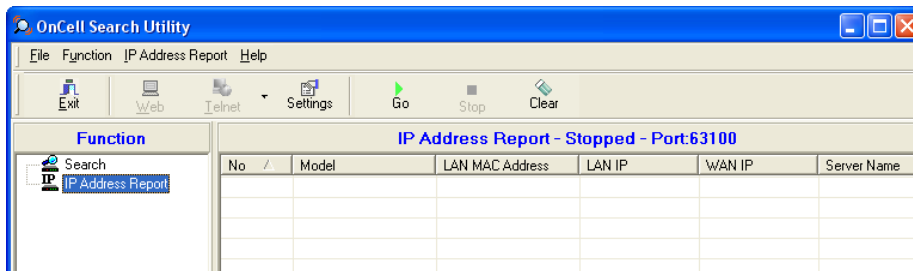 OnCell Search Utility
File Function IP Address Report Help
Exit Web Telnet Settings Go Stop Clear
Function IP Address Report - Stopped - Port:63100
Search No Model LAN MAC Address LAN IP WAN IP Server Name
IP IP Address Report